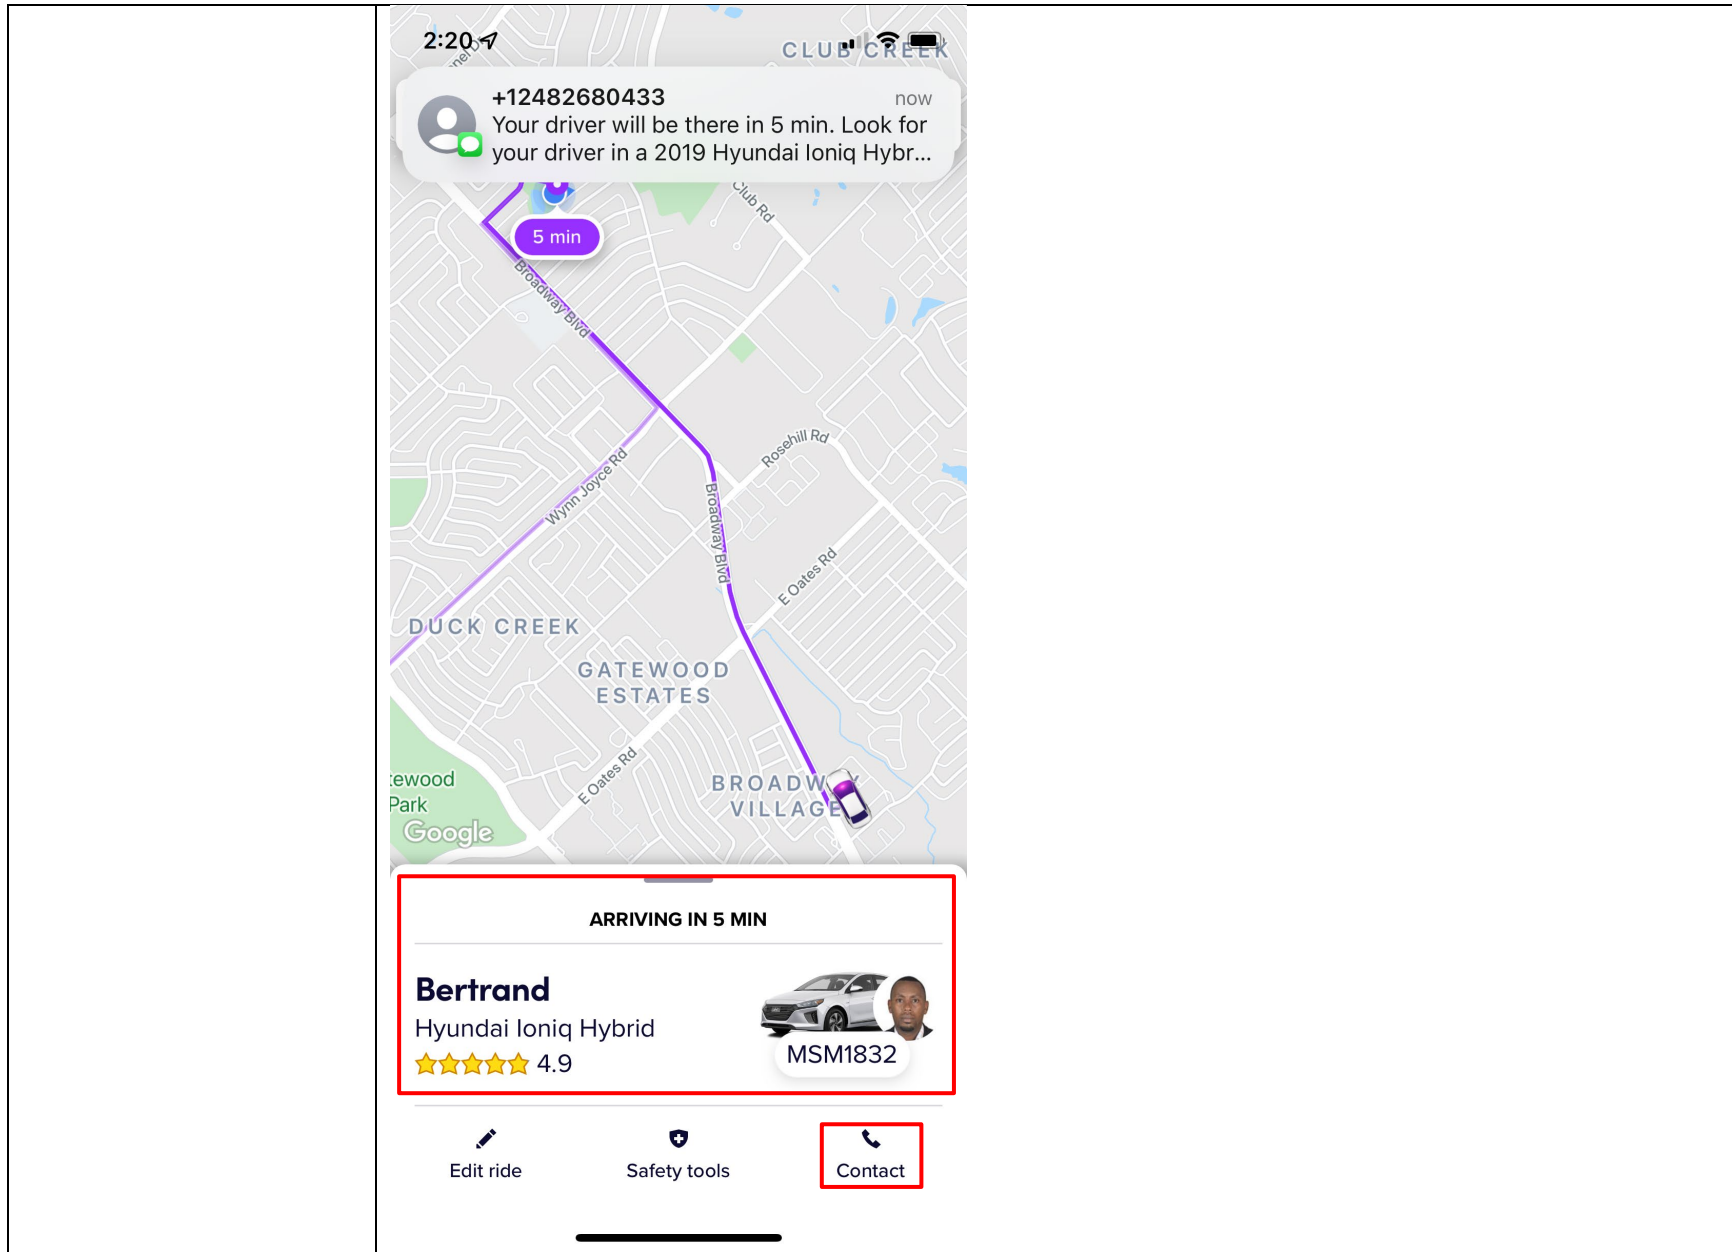 2:20
CLUB CREEK
+12482680433
now
Your driver will be there in 5 min. Look for
your driver in a 2019 Hyundai Ioniq Hybr...
Club Rd
5 min
Broadway Blvd
Rosehill Rd
Wynn Joyce Rd
Broadway Blvd
E Oates Rd
DUCK CREEK
GATEWOOD
ESTATES
E Oates Rd
BROADW
VILLAGE
ewood
Park
Google
ARRIVING IN 5 MIN
Bertrand
Hyundai Ioniq Hybrid
4.9
MSM1832
Edit ride
Safety tools
Contact